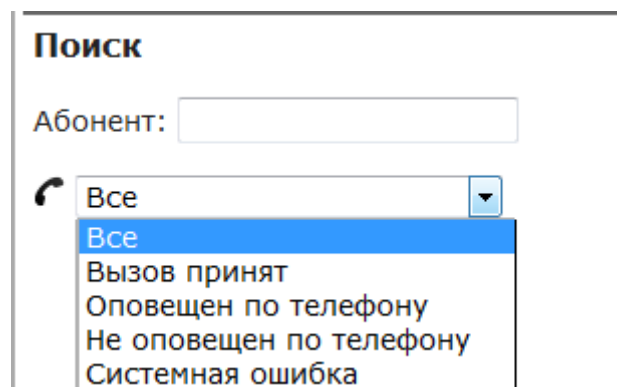 Поиск
Абонент:
Все
Все
Вызов принят
Оповещен по телефону
Не оповещен по телефону
Системная ошибка